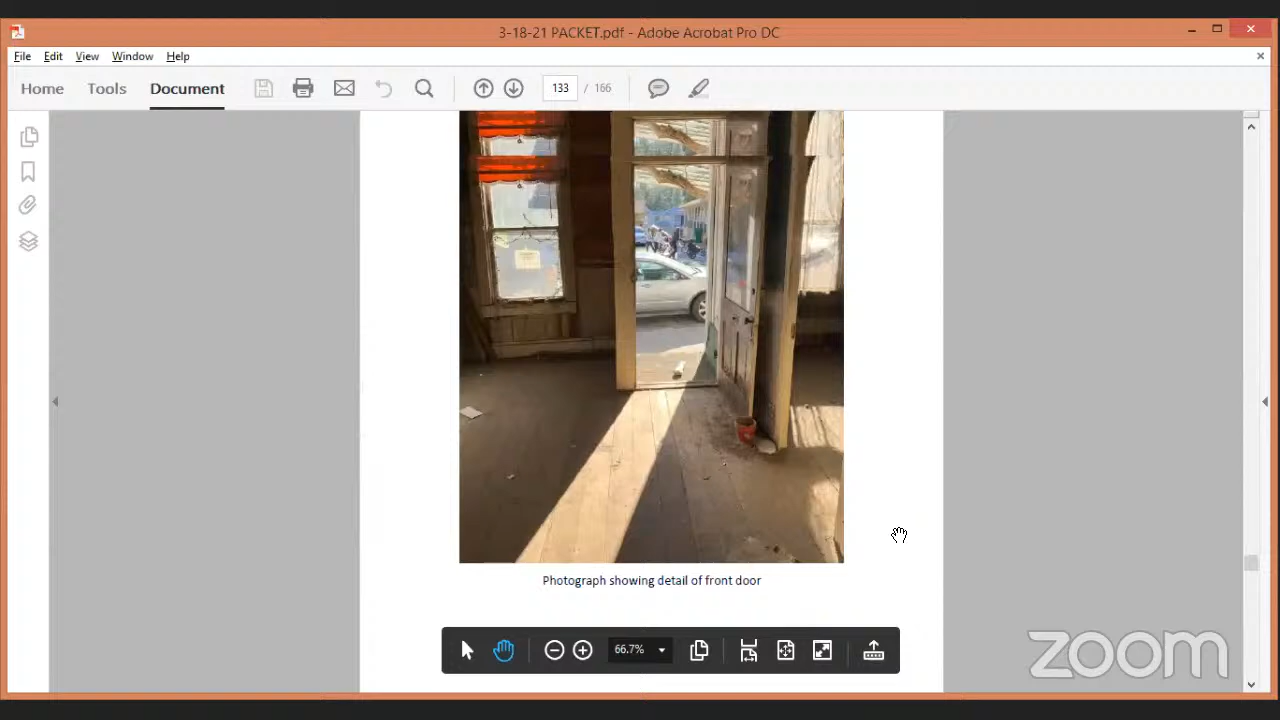 3-18-21 PACKET.pdf - Adobe Acrobat Pro DC
File Edit View Window Help
Home Tools Document 133 / 166
Photograph showing detail of front door
66.7%
zoom